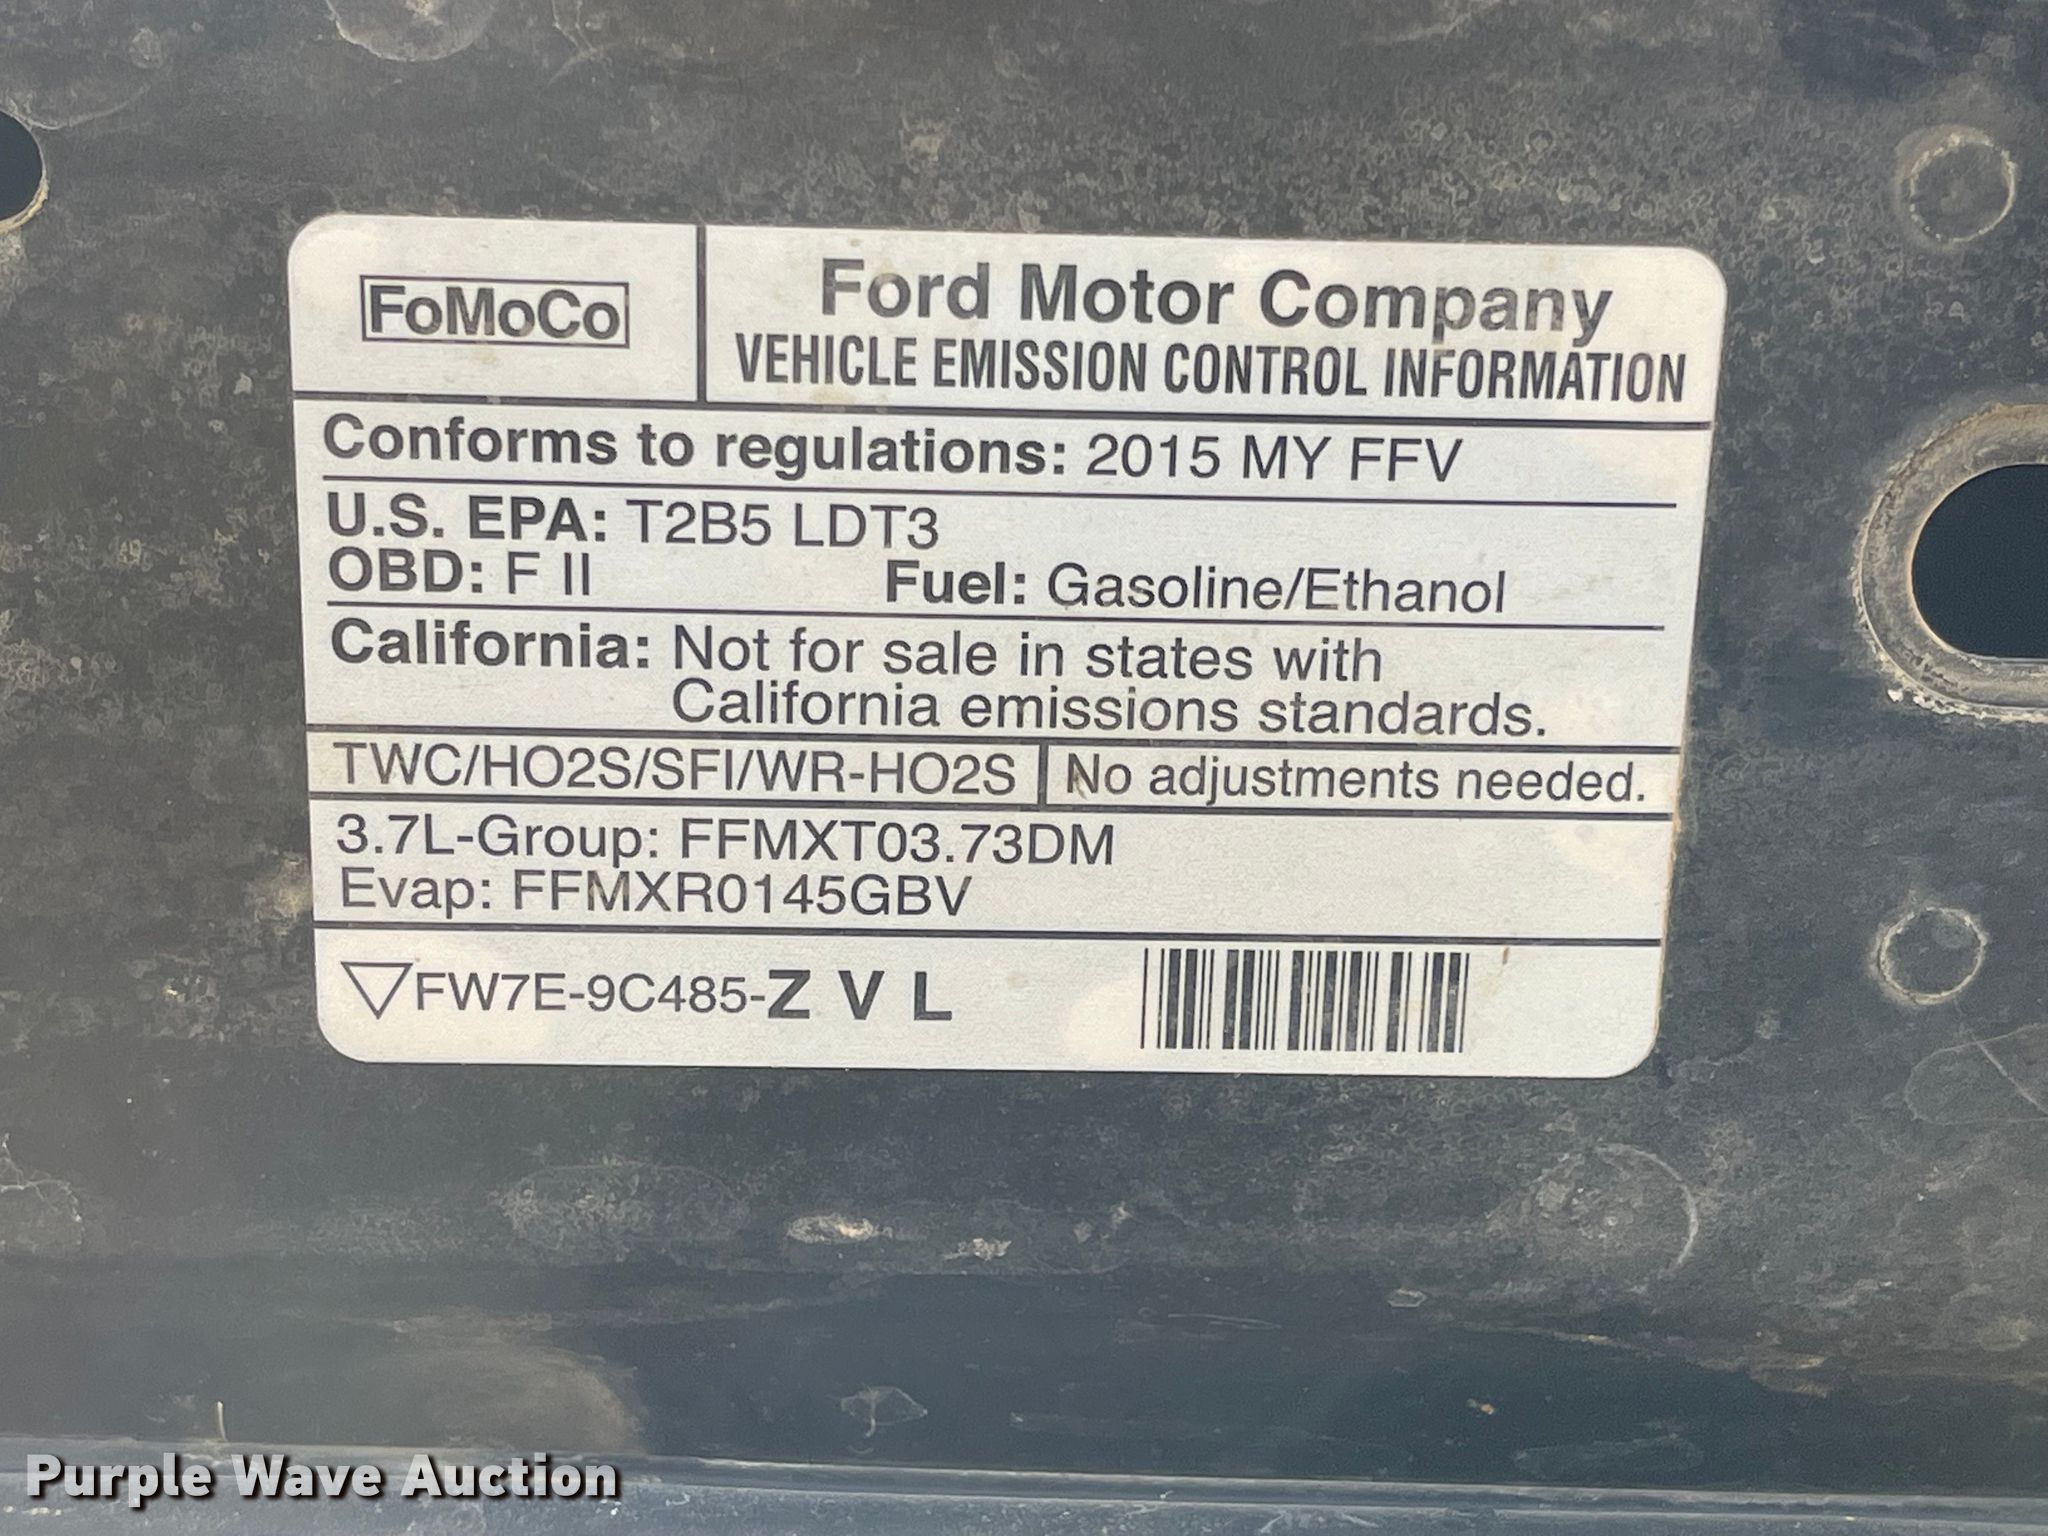 FoMoCo
Ford Motor Company
VEHICLE EMISSION CONTROL INFORMATION
Conforms to regulations: 2015 MY FFV
U.S. EPA: T2B5 LDT3
OBD: F II Fuel: Gasoline/Ethanol
California: Not for sale in states with
California emissions standards.
TWC/HO2S/SFI/WR-HO2S No adjustments needed.
3.7L-Group: FFMXT03.73DM
Evap: FFMXR0145GBV
FW7E-9C485-Z V L
Purple Wave Auction